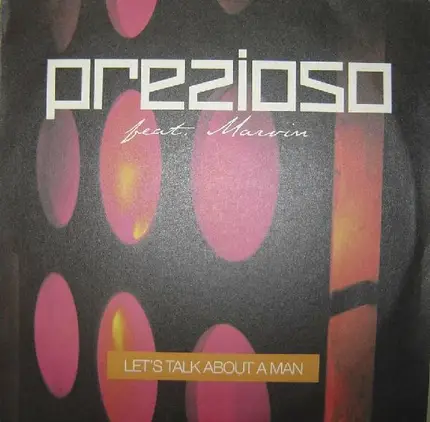 prezioso
feat. Marvin
LET'S TALK ABOUT A MAN